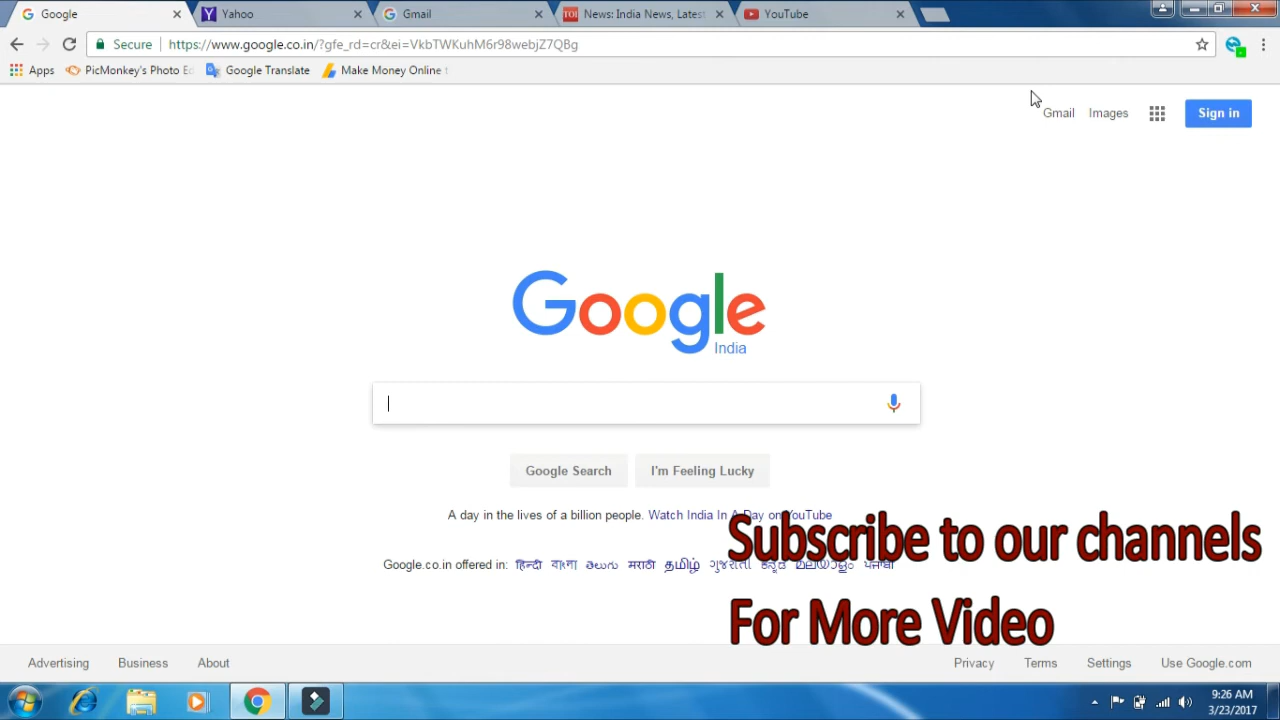 Google
Yahoo
Gmail
TOI News: India News, Latest
YouTube
Secure https://www.google.co.in/?gfe_rd=cr&ei=VkbTWKuhM6r98webjZ7QBg
Apps PicMonkey's Photo Ed Google Translate Make Money Online t
Gmail Images Sign in
Google
India
Google Search I'm Feeling Lucky
A day in the lives of a billion people. Watch India In A Day on YouTube
Subscribe to our channels
Google.co.in offered in: हिन्दी বাংলা తెలుగు मराठी தமிழ் ગુજરાતી ಕನ್ನಡ മലയാളം ਪੰਜਾਬੀ
For More Video
Advertising Business About Privacy Terms Settings Use Google.com
9:26 AM
3/23/2017